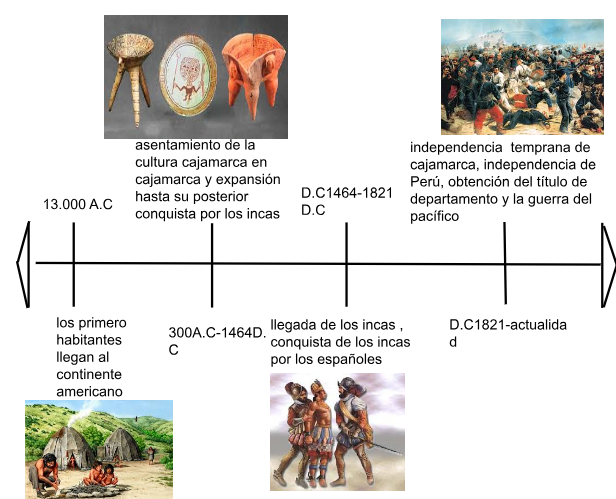 13.000 A.C
asentamiento de la
cultura cajamarca en
cajamarca y expansión
hasta su posterior
conquista por los incas
D.C1464-1821
D.C
independencia  temprana de
cajamarca, independencia de
Perú, obtención del título de
departamento y la guerra del
pacífico
los primero
habitantes
llegan al
continente
americano
300A.C-1464D.
C
llegada de los incas ,
conquista de los incas
por los españoles
D.C1821-actualida
d